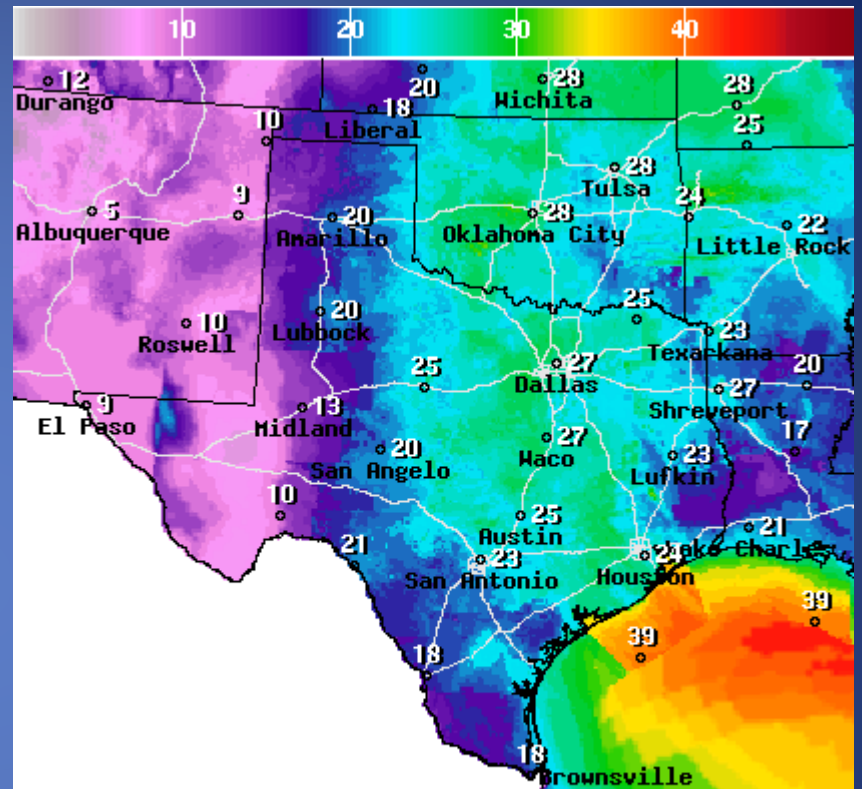 10 20 30 40
12 Durango
20
28 Wichita
28
18 Liberal
10
25
28 Tulsa
5 Albuquerque
9
20 Amarillo
28 Oklahoma City
24
22 Little Rock
10 Roswell
20 Lubbock
25
23 Texarkana
27 Dallas
25
27 Shreveport
20
9 El Paso
13 Midland
20 San Angelo
27 Waco
23 Lufkin
17
10
25 Austin
21
21
23 San Antonio
24 Houston
39
39
18
18 Brownsville